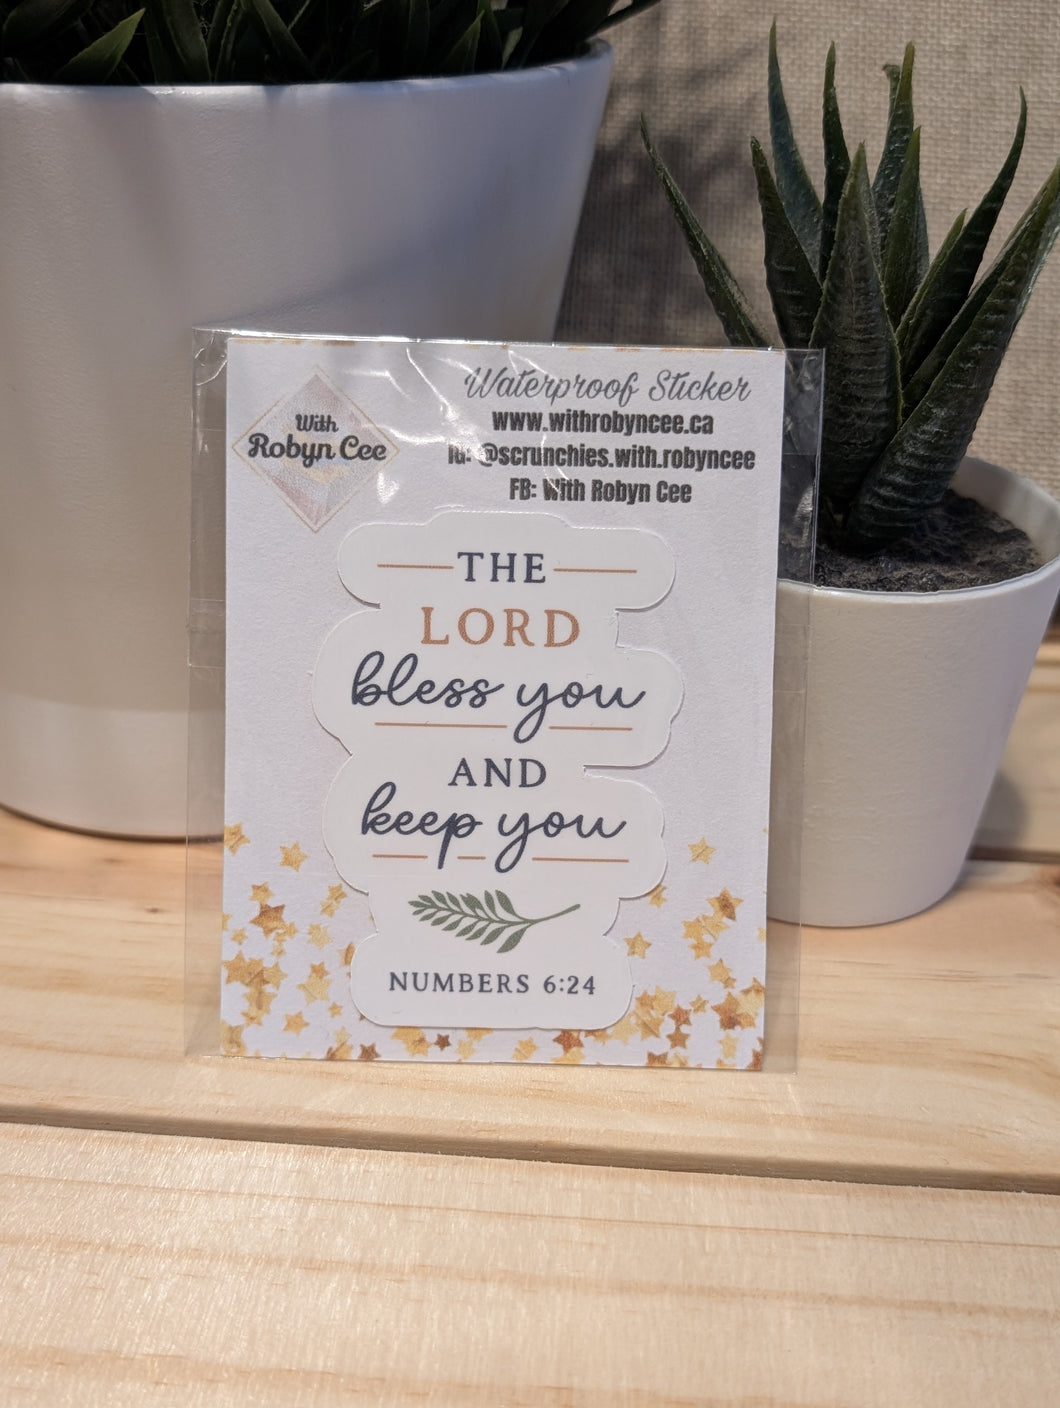 With
Robyn Cee
Waterproof Sticker
www.withrobyncee.ca
IG: @scrunchies.with.robyncee
FB: With Robyn Cee
THE
LORD
bless you
AND
keep you
NUMBERS 6:24